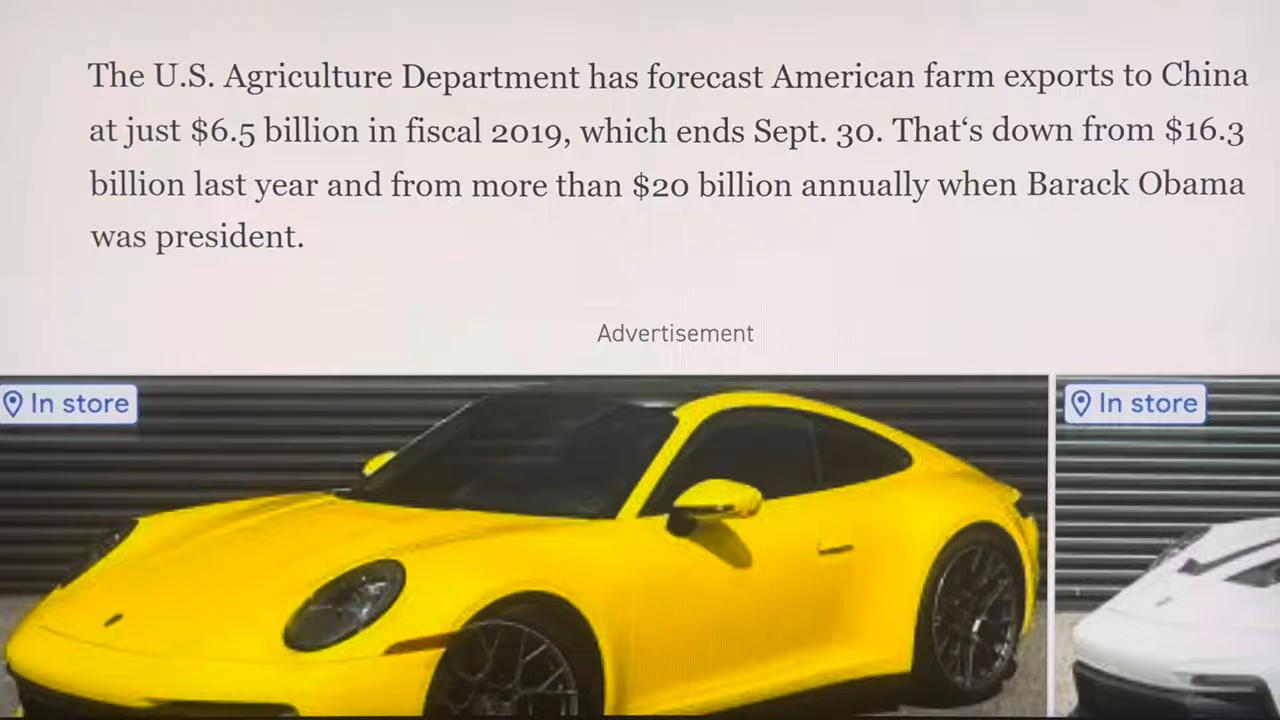 The U.S. Agriculture Department has forecast American farm exports to China
at just $6.5 billion in fiscal 2019, which ends Sept. 30. That‘s down from $16.3
billion last year and from more than $20 billion annually when Barack Obama
was president.
Advertisement
In store
In store